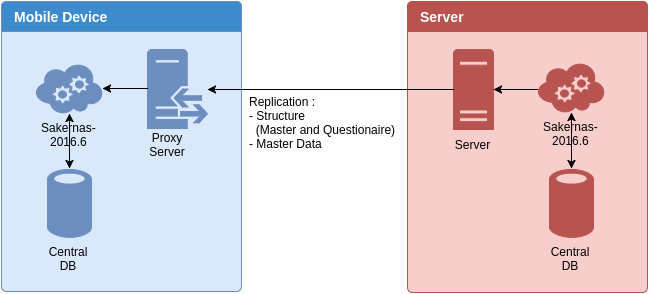 Mobile Device
Sakernas-
2016.6
Proxy
Server
Central
DB
Replication :
- Structure
(Master and Questionaire)
- Master Data
Server
Server
Sakernas-
2016.6
Central
DB